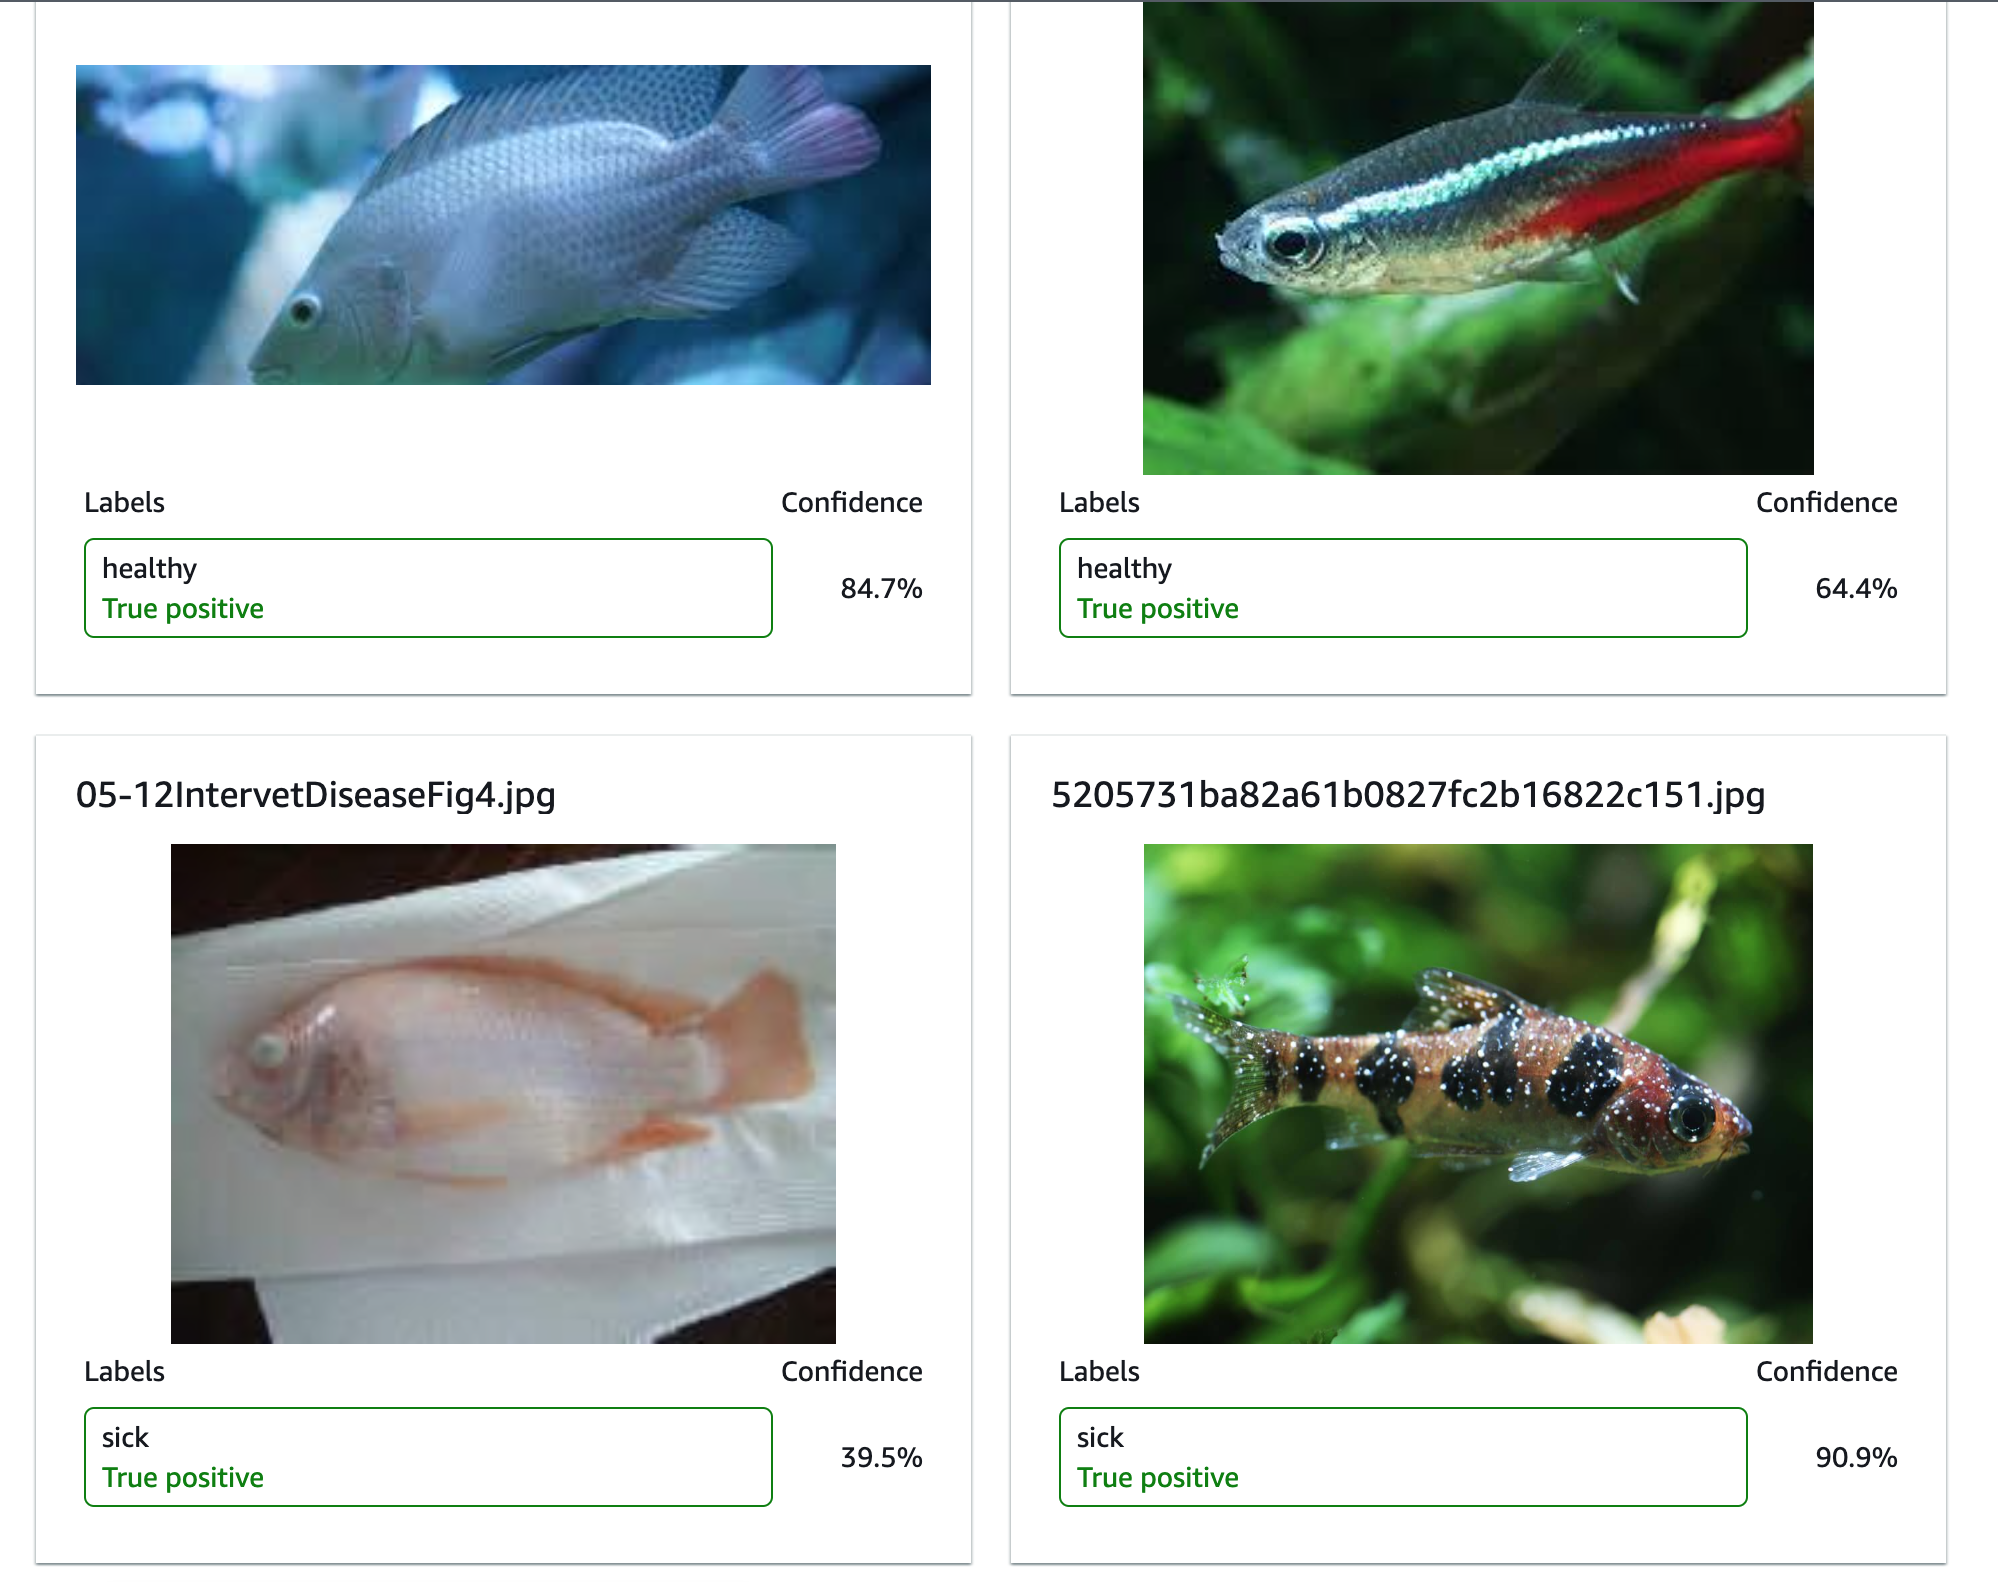 Labels Confidence
healthy
True positive
84.7%
Labels Confidence
healthy
True positive
64.4%
05-12IntervetDiseaseFig4.jpg
Labels Confidence
sick
True positive
39.5%
5205731ba82a61b0827fc2b16822c151.jpg
Labels Confidence
sick
True positive
90.9%